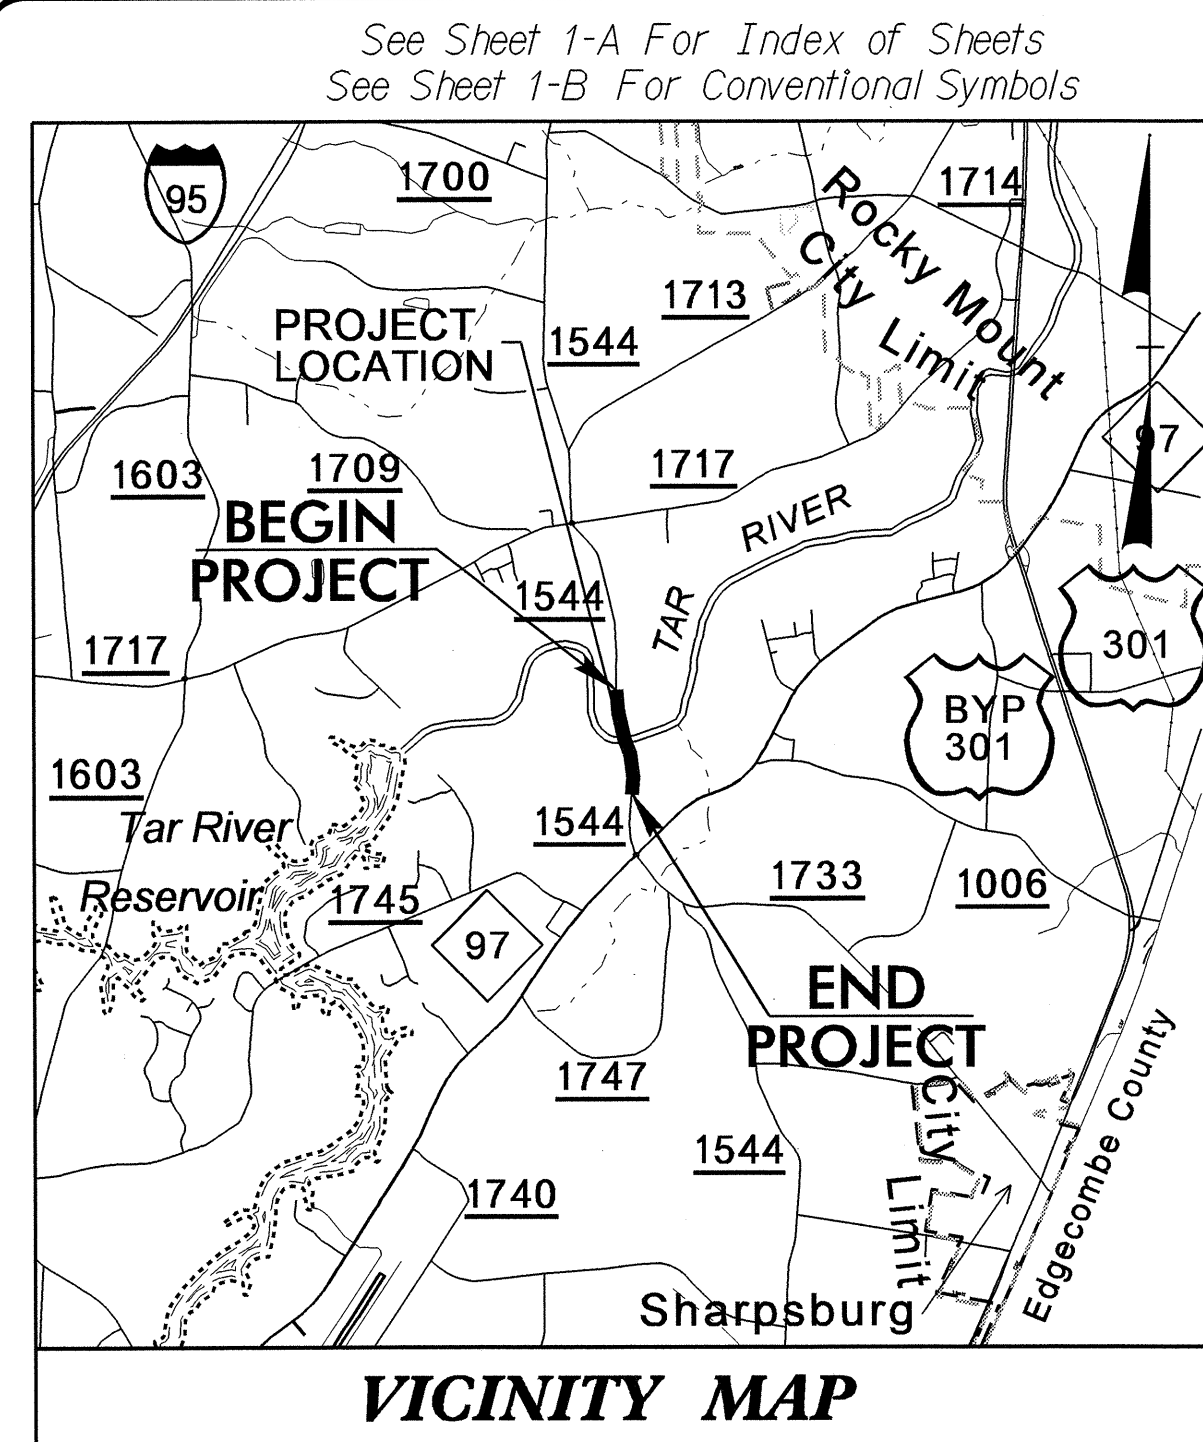 See Sheet 1-A For Index of Sheets
See Sheet 1-B For Conventional Symbols
95
1700
1714
Rocky Mount
City Limit
1713
PROJECT
LOCATION
1544
97
1603
1709
1717
BEGIN
PROJECT
RIVER
1544
TAR
1717
301
BYP
301
1603
Tar River
Reservoir
1544
1745
1733
1006
97
END
PROJECT
1747
City
Limit
1544
1740
Edgecombe County
Sharpsburg
VICINITY MAP